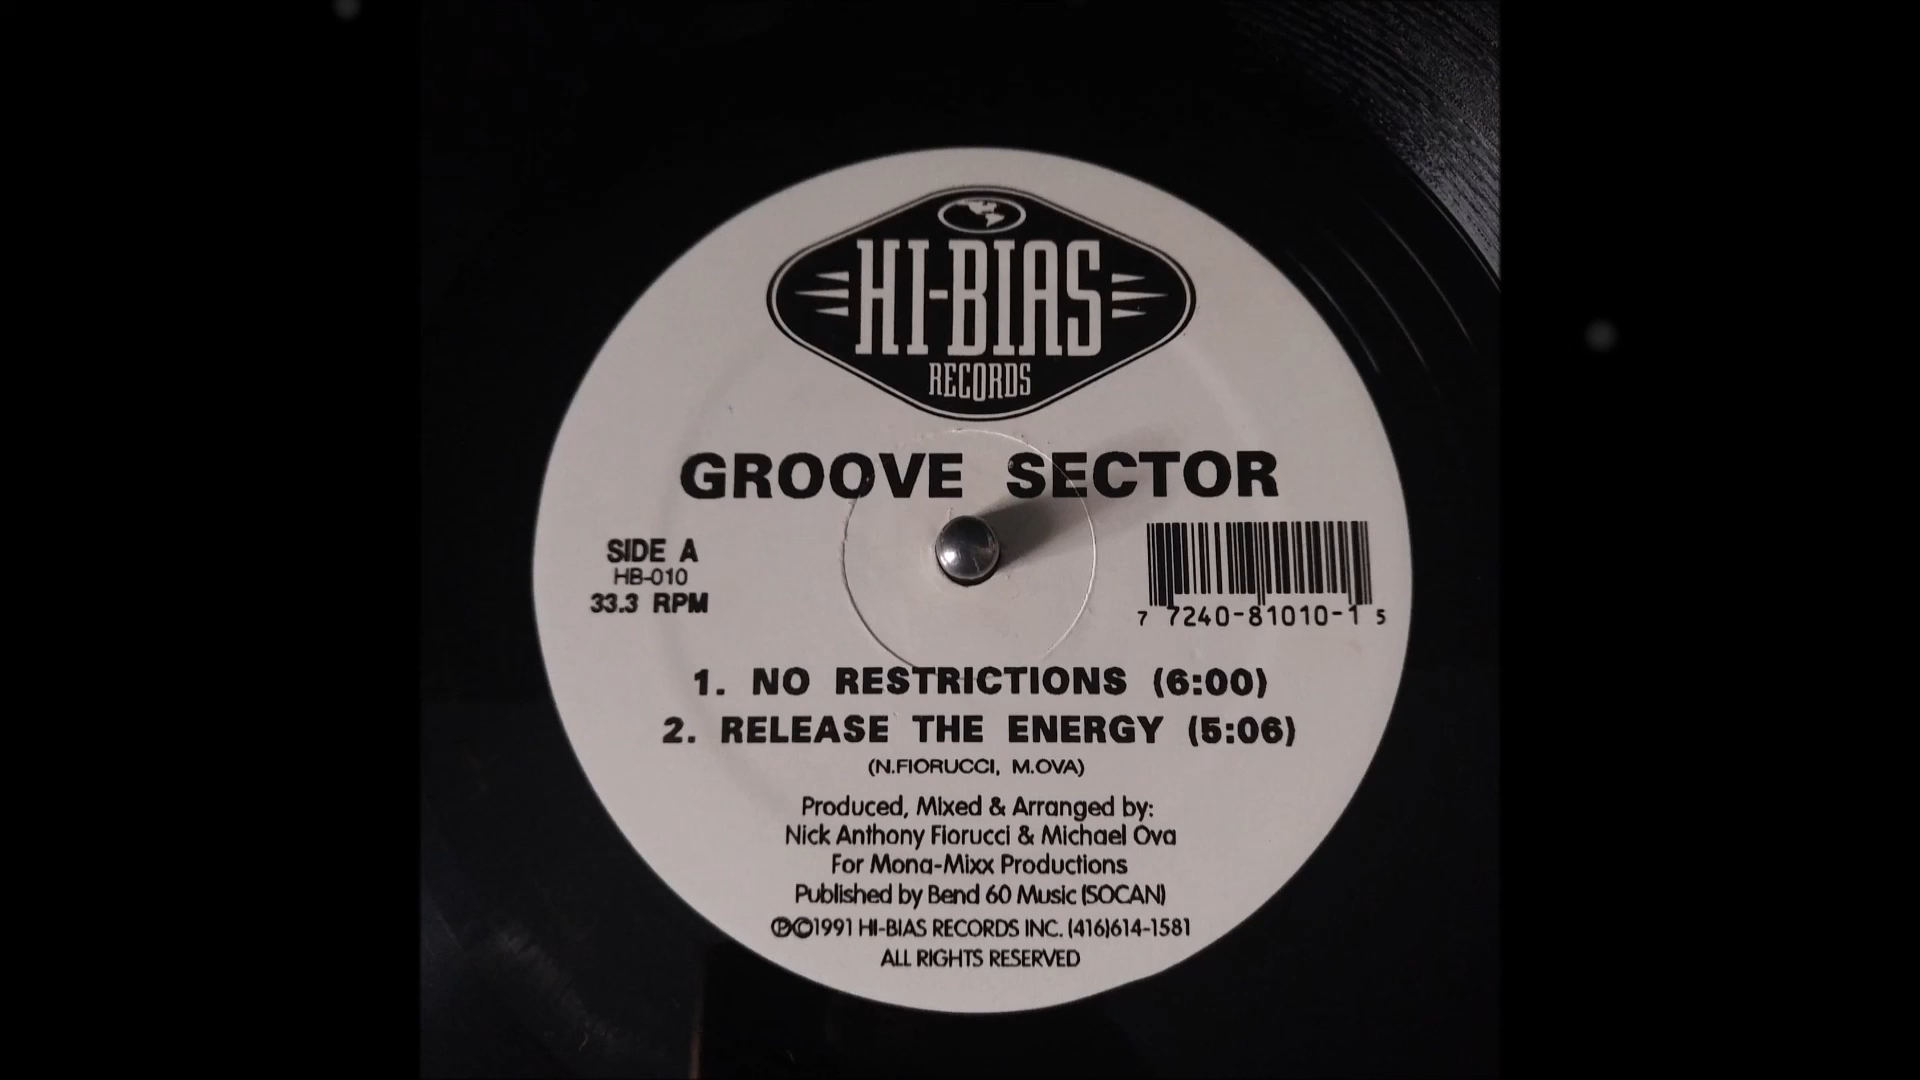 HI-BIAS
RECORDS
GROOVE SECTOR
SIDE A
HB-010
33.3 RPM
7 7240-81010-1 5
1. NO RESTRICTIONS (6:00)
2. RELEASE THE ENERGY (5:06)
(N.FIORUCCI, M.OVA)
Produced, Mixed & Arranged by:
Nick Anthony Fiorucci & Michael Ova
For Mona-Mixx Productions
Published by Bend 60 Music (SOCAN)
℗©1991 HI-BIAS RECORDS INC. (416)614-1581
ALL RIGHTS RESERVED